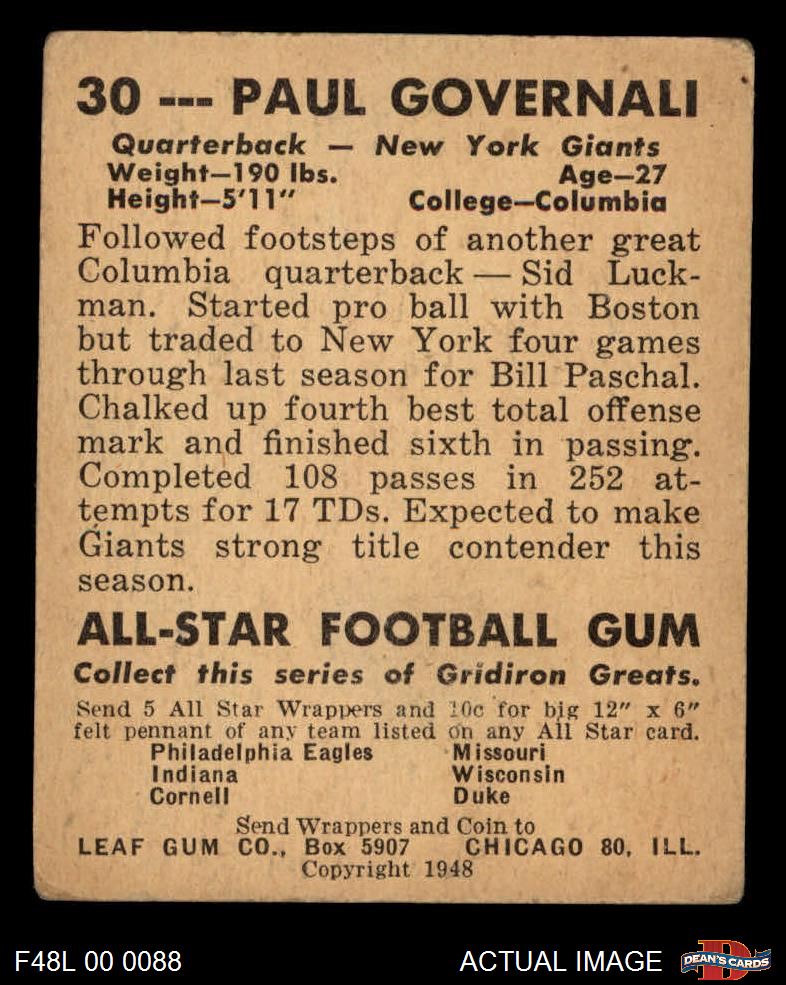 30 --- PAUL GOVERNALI
Quarterback — New York Giants
Weight—190 lbs. Age—27
Height—5'11" College—Columbia
Followed footsteps of another great
Columbia quarterback — Sid Luck-
man. Started pro ball with Boston
but traded to New York four games
through last season for Bill Paschal.
Chalked up fourth best total offense
mark and finished sixth in passing.
Completed 108 passes in 252 at-
tempts for 17 TDs. Expected to make
Giants strong title contender this
season.
ALL-STAR FOOTBALL GUM
Collect this series of Gridiron Greats.
Send 5 All Star Wrappers and 10c for big 12" x 6"
felt pennant of any team listed on any All Star card.
Philadelphia Eagles Missouri
Indiana Wisconsin
Cornell Duke
Send Wrappers and Coin to
LEAF GUM CO., Box 5907 CHICAGO 80, ILL.
Copyright 1948
F48L 00 0088 ACTUAL IMAGE DEAN'S CARDS